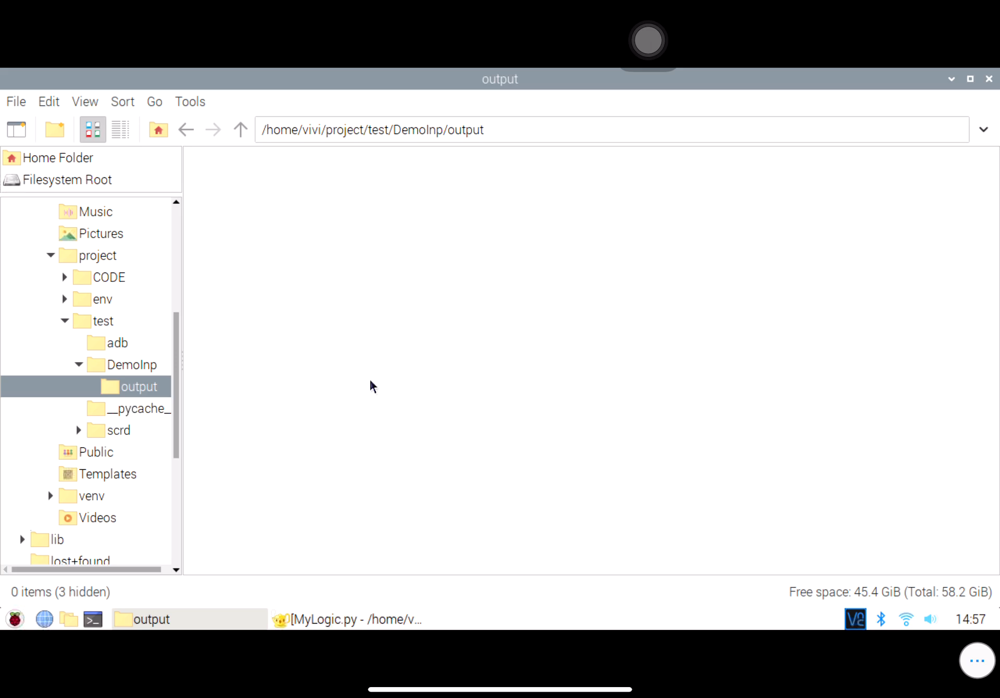 output
File Edit View Sort Go Tools
/home/vivi/project/test/DemoInp/output
Home Folder
Filesystem Root
Music
Pictures
project
CODE
env
test
adb
DemoInp
output
__pycache_
scrd
Public
Templates
venv
Videos
lib
lost+found
0 items (3 hidden)
Free space: 45.4 GiB (Total: 58.2 GiB)
output
[MyLogic.py - /home/v...
14:57